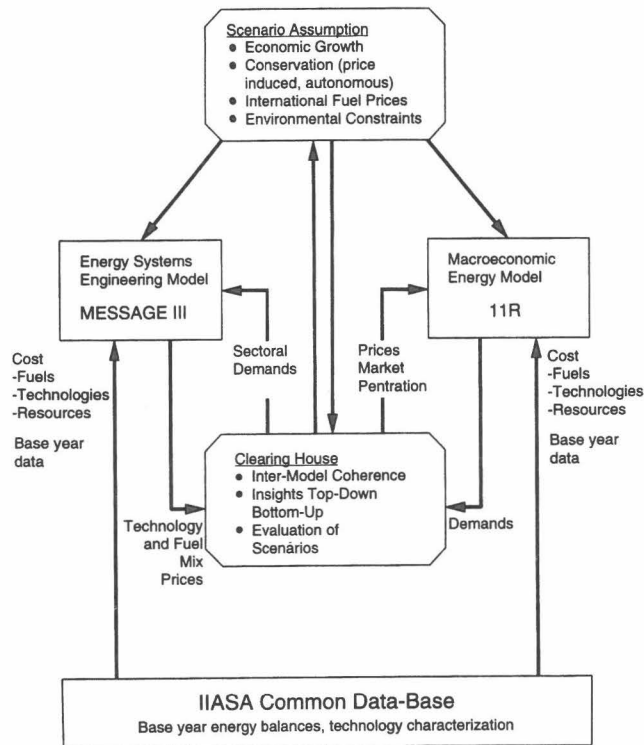 Scenario Assumption
● Economic Growth
● Conservation (price
induced, autonomous)
● International Fuel Prices
● Environmental Constraints
Energy Systems
Engineering Model
MESSAGE III
Macroeconomic
Energy Model
11R
Cost
-Fuels
-Technologies
-Resources
Base year
data
Sectoral
Demands
Prices
Market
Pentration
Cost
-Fuels
-Technologies
-Resources
Base year
data
Clearing House
● Inter-Model Coherence
● Insights Top-Down
Bottom-Up
● Evaluation of
Scenários
Technology
and Fuel
Mix
Prices
Demands
IIASA Common Data-Base
Base year energy balances, technology characterization